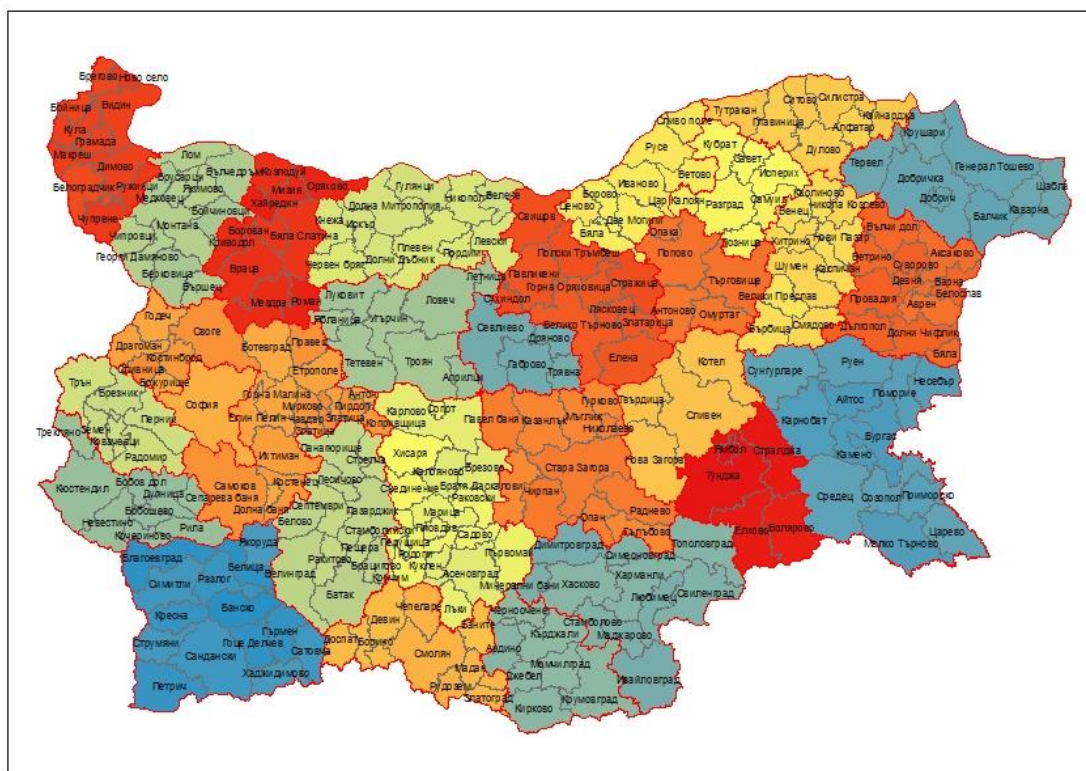 Брегово
Ново село
Бойница
Видин
Кула
Грамада
Макреш
Димово
Белоградчик
Ружинци
Чупрене
Лом
Брусарци
Вълчедръм
Якимово
Медковец
Бойчиновци
Монтана
Чипровци
Георги Дамяново
Берковица
Вършец
Козлодуй
Мизия
Оряхово
Хайредин
Борован
Бяла Слатина
Криводол
Враца
Мездра
Роман
Гулянци
Долна Митрополия
Никопол
Белене
Кнежа
Искър
Плевен
Левски
Долни Дъбник
Пордим
Червен бряг
Летница
Луковит
Ловеч
Ябланица
Угърчин
Тетевен
Троян
Априлци
Свищов
Полски Тръмбеш
Павликени
Горна Оряховица
Стражица
Сухиндол
Лясковец
Велико Търново
Златарица
Елена
Севлиево
Дряново
Габрово
Трявна
Сливо поле
Русе
Иваново
Ветово
Борово
Ценово
Две Могили
Бяла
Цар Калоян
Кубрат
Завет
Исперих
Разград
Самуил
Лозница
Тутракан
Ситово
Силистра
Главиница
Кайнарджа
Алфатар
Дулово
Крушари
Тервел
Генерал Тошево
Добричка
Шабла
Добрич
Каварна
Балчик
Опака
Попово
Търговище
Антоново
Омуртаг
Каолиново
Венец
Никола Козлево
Хитрино
Нови Пазар
Шумен
Каспичан
Велики Преслав
Върбица
Смядово
Вълчи дол
Ветрино
Суворово
Аксаково
Девня
Варна
Белослав
Провадия
Аврен
Дългопол
Долни Чифлик
Бяла
Годеч
Своге
Драгоман
Ботевград
Правец
Костинброд
Сливница
Божурище
Етрополе
София
Горна Малина
Елин Пелин
Мирково
Чавдар
Пирдоп
Антон
Златица
Ихтиман
Самоков
Костенец
Долна баня
Трън
Брезник
Перник
Земен
Ковачевци
Радомир
Трекляно
Кюстендил
Бобов дол
Дупница
Сепарева баня
Бобошево
Невестино
Рила
Кочериново
Благоевград
Якоруда
Белица
Симитли
Разлог
Банско
Кресна
Гърмен
Струмяни
Гоце Делчев
Сатовча
Сандански
Хаджидимово
Петрич
Копривщица
Панагюрище
Стрелча
Лесичово
Септември
Пазарджик
Белово
Стамболийски
Пещера
Ракитово
Брацигово
Велинград
Батак
Карлово
Сопот
Хисаря
Калояново
Брезово
Съединение
Братя Даскалови
Раковски
Марица
Пловдив
Садово
Перущица
Родопи
Първомай
Кричим
Куклен
Асеновград
Лъки
Чепеларе
Девин
Баните
Доспат
Борино
Смолян
Мадан
Рудозем
Златоград
Павел баня
Казанлък
Мъглиж
Гурково
Николаево
Стара Загора
Чирпан
Опан
Раднево
Гълъбово
Котел
Твърдица
Сливен
Нова Загора
Ямбол
Стралджа
Тунджа
Елхово
Болярово
Сунгурларе
Руен
Несебър
Поморие
Айтос
Карнобат
Бургас
Камено
Средец
Созопол
Приморско
Царево
Малко Търново
Димитровград
Симеоновград
Тополовград
Минерални бани
Хасково
Харманли
Свиленград
Любимец
Стамболово
Маджарово
Ивайловград
Черноочене
Кърджали
Ардино
Момчилград
Джебел
Крумовград
Кирково